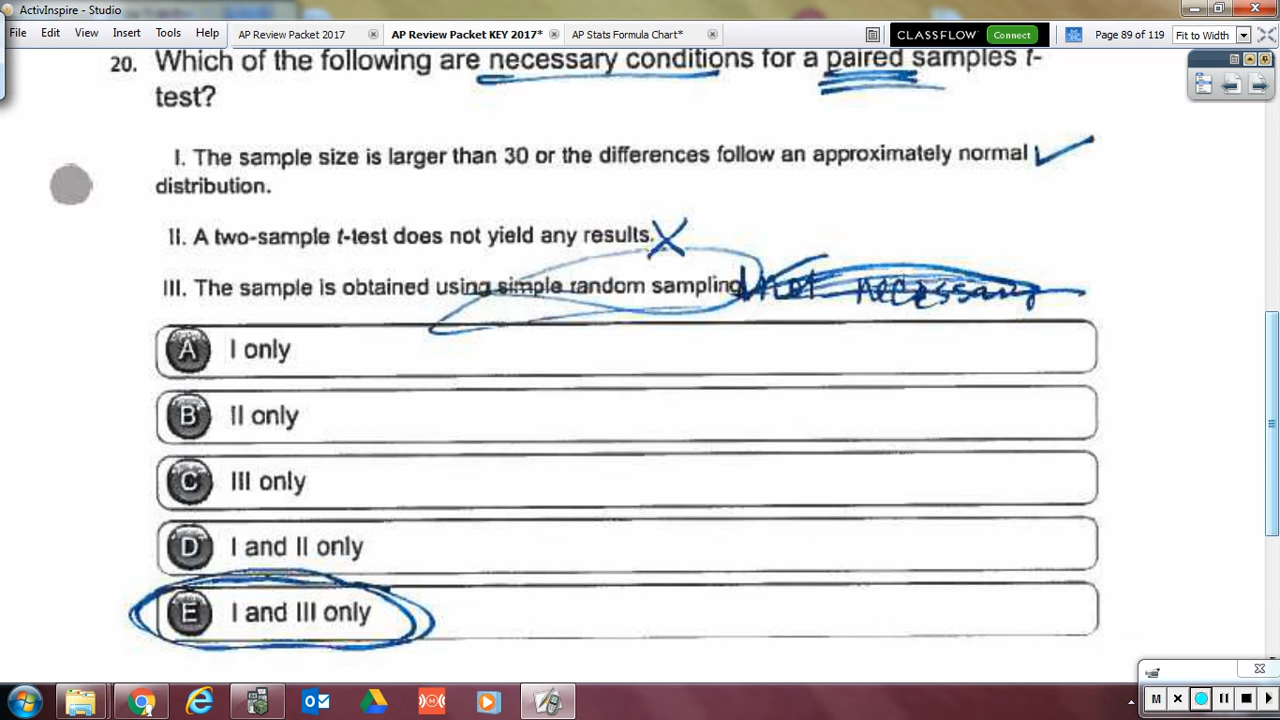 ActivInspire - Studio
File Edit View Insert Tools Help AP Review Packet 2017 AP Review Packet KEY 2017* AP Stats Formula Chart* CLASSFLOW Connect Page 89 of 119 Fit to Width
20. Which of the following are necessary conditions for a paired samples t-
test?
I. The sample size is larger than 30 or the differences follow an approximately normal
distribution.
II. A two-sample t-test does not yield any results.
III. The sample is obtained using simple random sampling. not necessary
A I only
B II only
C III only
D I and II only
E I and III only
M